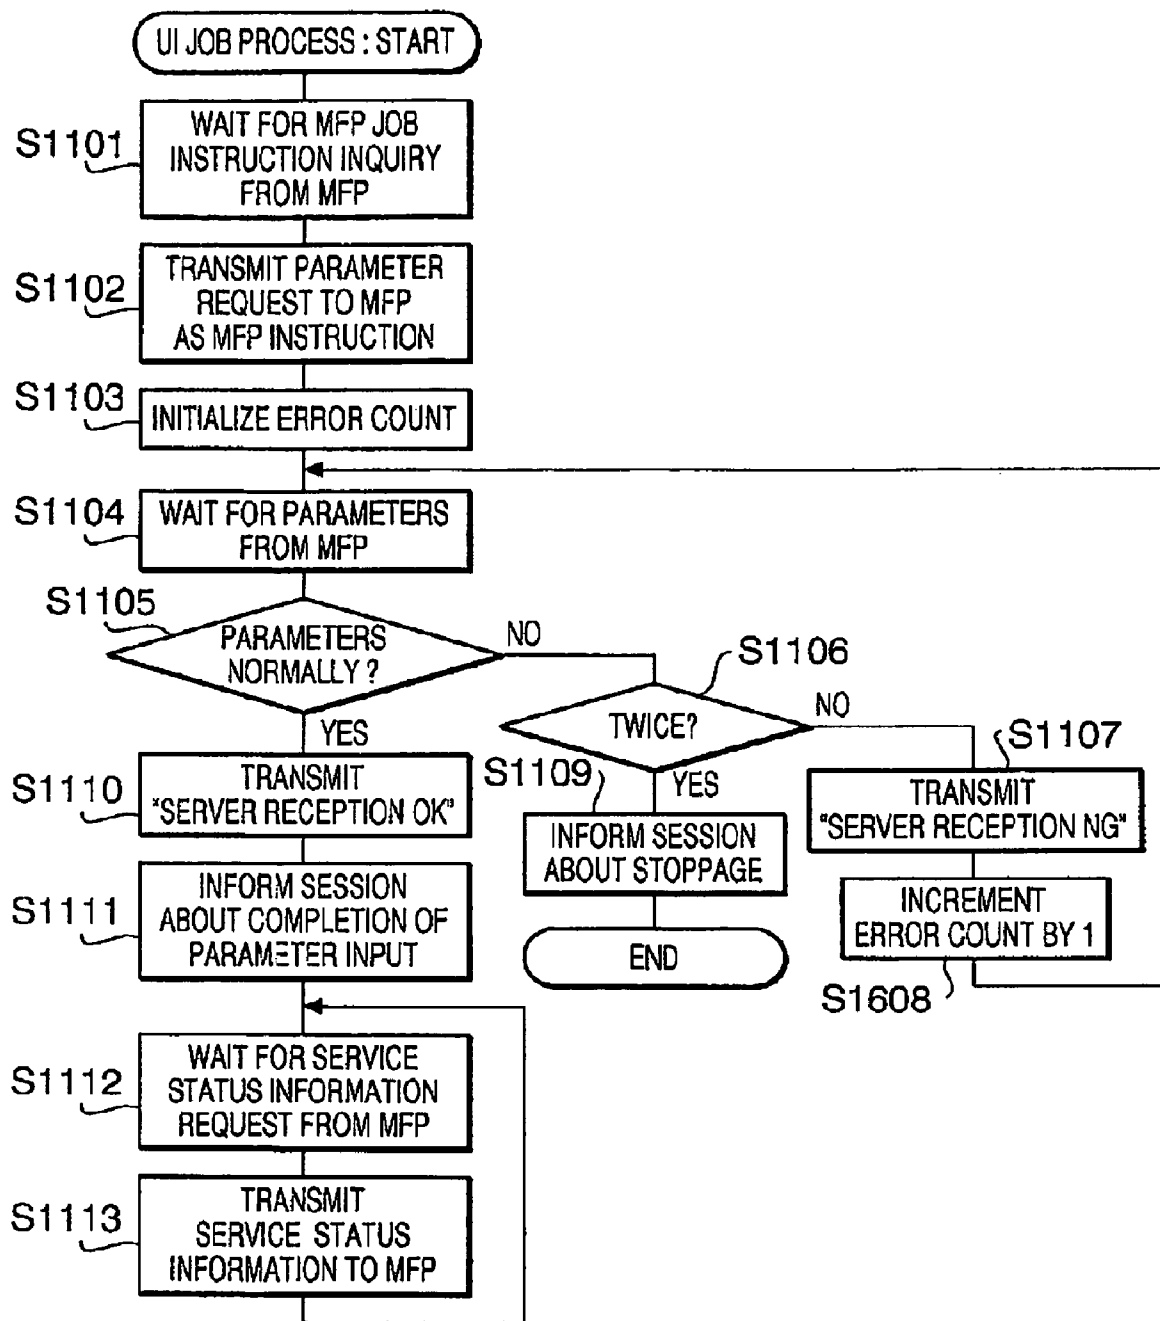 UI JOB PROCESS : START
S1101
WAIT FOR MFP JOB
INSTRUCTION INQUIRY
FROM MFP
S1102
TRANSMIT PARAMETER
REQUEST TO MFP
AS MFP INSTRUCTION
S1103
INITIALIZE ERROR COUNT
S1104
WAIT FOR PARAMETERS
FROM MFP
S1105
PARAMETERS
NORMALLY ?
NO
YES
S1106
TWICE?
NO
YES
S1107
TRANSMIT
"SERVER RECEPTION NG"
INCREMENT
ERROR COUNT BY 1
S1608
S1109
INFORM SESSION
ABOUT STOPPAGE
END
S1110
TRANSMIT
"SERVER RECEPTION OK"
S1111
INFORM SESSION
ABOUT COMPLETION OF
PARAMETER INPUT
S1112
WAIT FOR SERVICE
STATUS INFORMATION
REQUEST FROM MFP
S1113
TRANSMIT
SERVICE STATUS
INFORMATION TO MFP